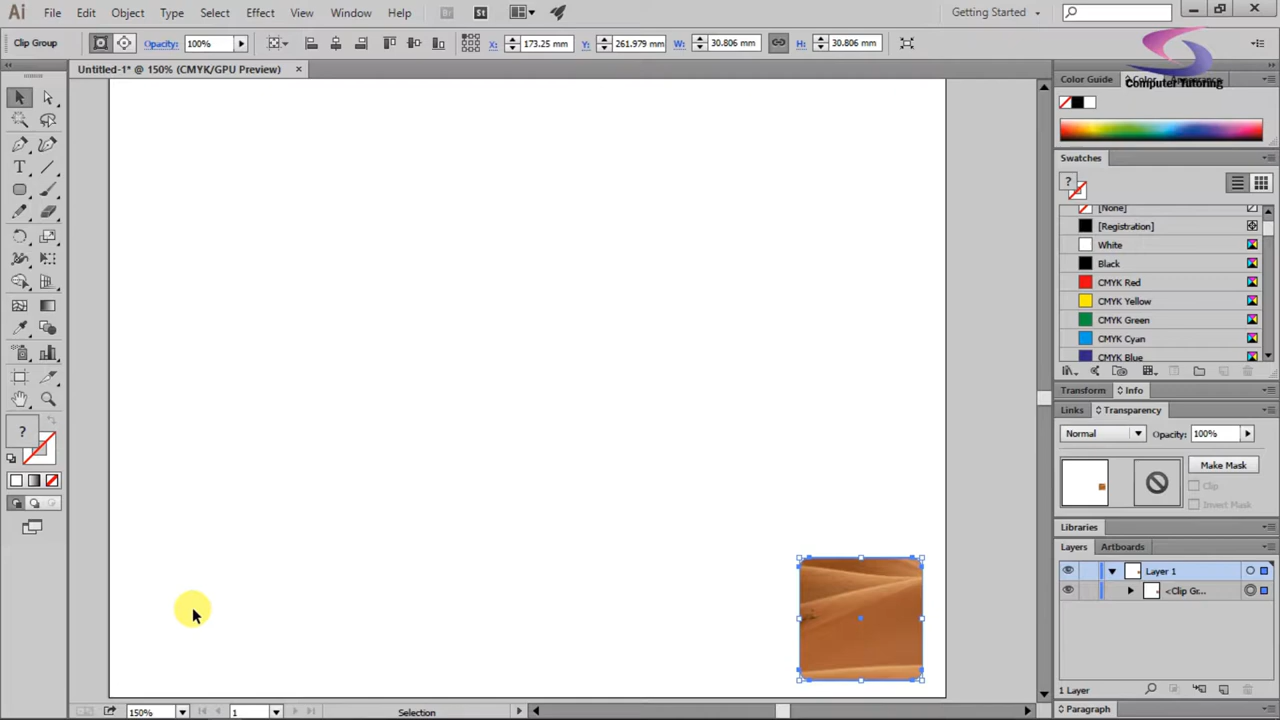 Ai File Edit Object Type Select Effect View Window Help Br St Getting Started
Clip Group Opacity: 100% X: 173.25 mm Y: 261.979 mm W: 30.806 mm H: 30.806 mm
Untitled-1* @ 150% (CMYK/GPU Preview) ×
Color Guide Color Appearance
Computer Tutoring
Swatches
?
[None]
[Registration]
White
Black
CMYK Red
CMYK Yellow
CMYK Green
CMYK Cyan
CMYK Blue
Transform Info
Links Transparency
Normal Opacity: 100%
Make Mask
Clip
Invert Mask
Libraries
Layers Artboards
Layer 1
<Clip Gr...
1 Layer
Paragraph
T
?
150% 1 Selection